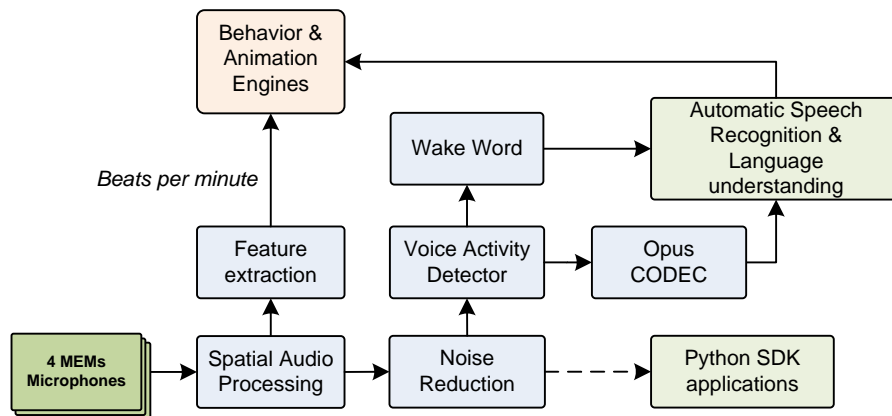 Behavior &
Animation
Engines
Automatic Speech
Recognition &
Language
understanding
Wake Word
Beats per minute
Feature
extraction
Voice Activity
Detector
Opus
CODEC
4 MEMs
Microphones
Spatial Audio
Processing
Noise
Reduction
Python SDK
applications